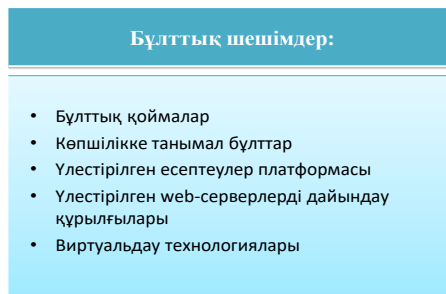 Бұлттық шешімдер:
• Бұлттық қоймалар
• Көпшілікке танымал бұлттар
• Үлестірілген есептеулер платформасы
• Үлестірілген web-серверлерді дайындау
құрылғылары
• Виртуальдау технологиялары